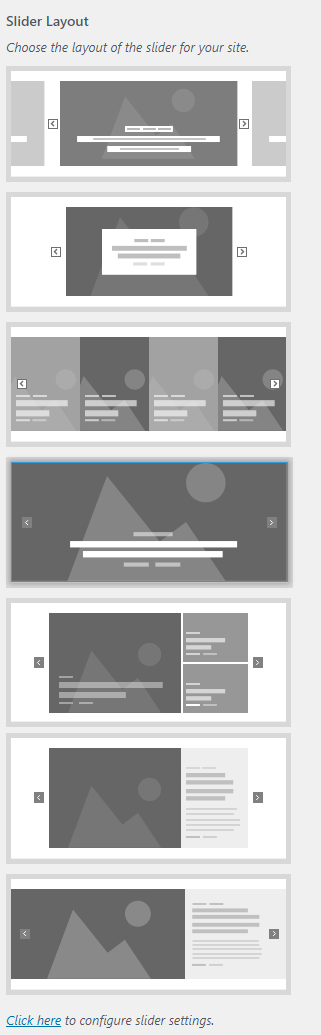 Slider Layout
Choose the layout of the slider for your site.
Click here to configure slider settings.